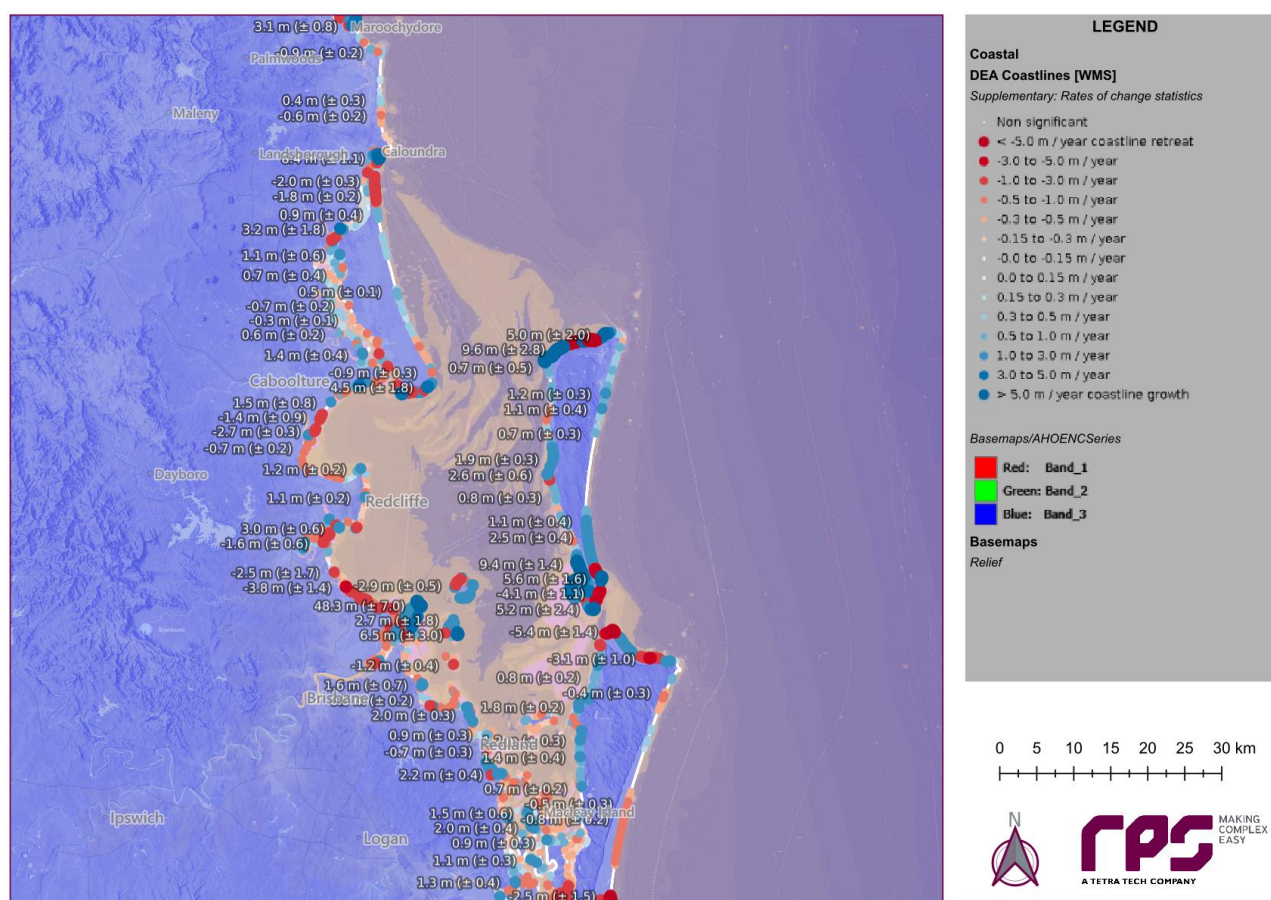 3.1 m (± 0.8)
Maroochydore
-0.9 m (± 0.2)
Palmwoods
0.4 m (± 0.3)
-0.6 m (± 0.2)
Maleny
Landsborough
Caloundra
-2.0 m (± 0.3)
-1.8 m (± 0.2)
0.9 m (± 0.4)
3.2 m (± 1.8)
1.1 m (± 0.6)
0.7 m (± 0.4)
0.5 m (± 0.1)
-0.7 m (± 0.2)
-0.3 m (± 0.1)
0.6 m (± 0.2)
5.0 m (± 2.0)
9.6 m (± 2.8)
1.4 m (± 0.4)
0.7 m (± 0.5)
-0.9 m (± 0.3)
Caboolture
4.5 m (± 1.8)
1.2 m (± 0.3)
1.5 m (± 0.8)
1.1 m (± 0.4)
-1.4 m (± 0.9)
-2.7 m (± 0.3)
0.7 m (± 0.3)
-0.7 m (± 0.2)
1.9 m (± 0.3)
1.2 m (± 0.2)
Dayboro
2.6 m (± 0.6)
1.1 m (± 0.2)
Redcliffe
0.8 m (± 0.3)
1.1 m (± 0.4)
3.0 m (± 0.6)
2.5 m (± 0.4)
-1.6 m (± 0.6)
9.4 m (± 1.4)
-2.5 m (± 1.7)
5.6 m (± 1.6)
-3.8 m (± 1.4)
-2.9 m (± 0.5)
-4.1 m (± 1.1)
48.3 m (± 7.0)
5.2 m (± 2.4)
2.7 m (± 1.8)
6.5 m (± 3.0)
-5.4 m (± 1.4)
-3.1 m (± 1.0)
-1.2 m (± 0.4)
0.8 m (± 0.2)
1.6 m (± 0.7)
-0.4 m (± 0.3)
Brisbane
1.8 m (± 0.2)
2.0 m (± 0.3)
0.9 m (± 0.3)
Redland
-0.7 m (± 0.3)
1.4 m (± 0.4)
2.2 m (± 0.4)
0.7 m (± 0.2)
-0.5 m (± 0.3)
1.5 m (± 0.6)
Macleay Island
Ipswich
2.0 m (± 0.4)
Logan
0.9 m (± 0.3)
1.1 m (± 0.3)
1.3 m (± 0.4)
-2.5 m (± 1.5)
LEGEND
Coastal
DEA Coastlines [WMS]
Supplementary: Rates of change statistics
Non significant
< -5.0 m / year coastline retreat
-3.0 to -5.0 m / year
-1.0 to -3.0 m / year
-0.5 to -1.0 m / year
-0.3 to -0.5 m / year
-0.15 to -0.3 m / year
-0.0 to -0.15 m / year
0.0 to 0.15 m / year
0.15 to 0.3 m / year
0.3 to 0.5 m / year
0.5 to 1.0 m / year
1.0 to 3.0 m / year
3.0 to 5.0 m / year
> 5.0 m / year coastline growth
Basemaps/AHOENCSeries
Red: Band_1
Green: Band_2
Blue: Band_3
Basemaps
Relief
0 5 10 15 20 25 30 km
N
rps
MAKING
COMPLEX
EASY
A TETRA TECH COMPANY